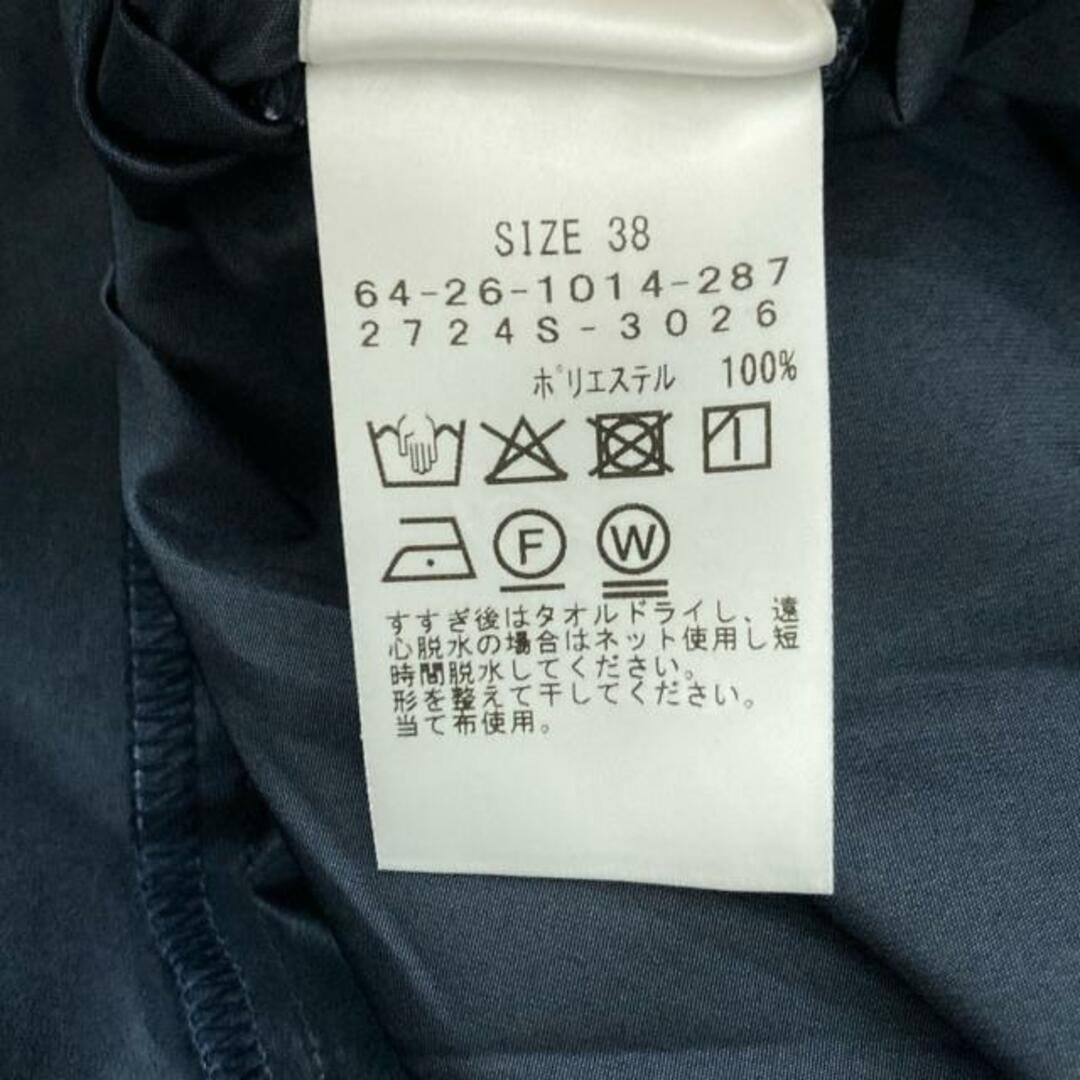 SIZE 38
64-26-1014-287
2724S-3026
ポリエステル 100%
F W
すすぎ後はタオルドライし、遠
心脱水の場合はネット使用し短
時間脱水してください。
形を整えて干してください。
当て布使用。